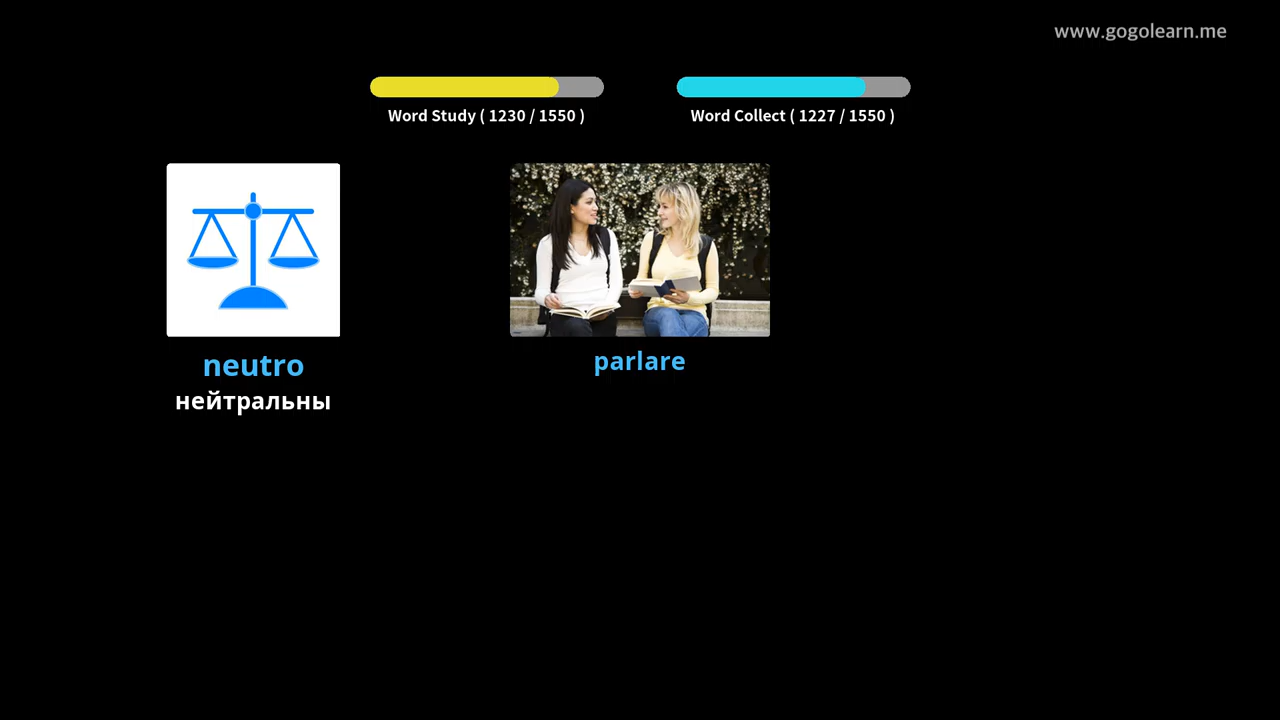 www.gogolearn.me
Word Study ( 1230 / 1550 )
Word Collect ( 1227 / 1550 )
neutro
нейтральны
parlare